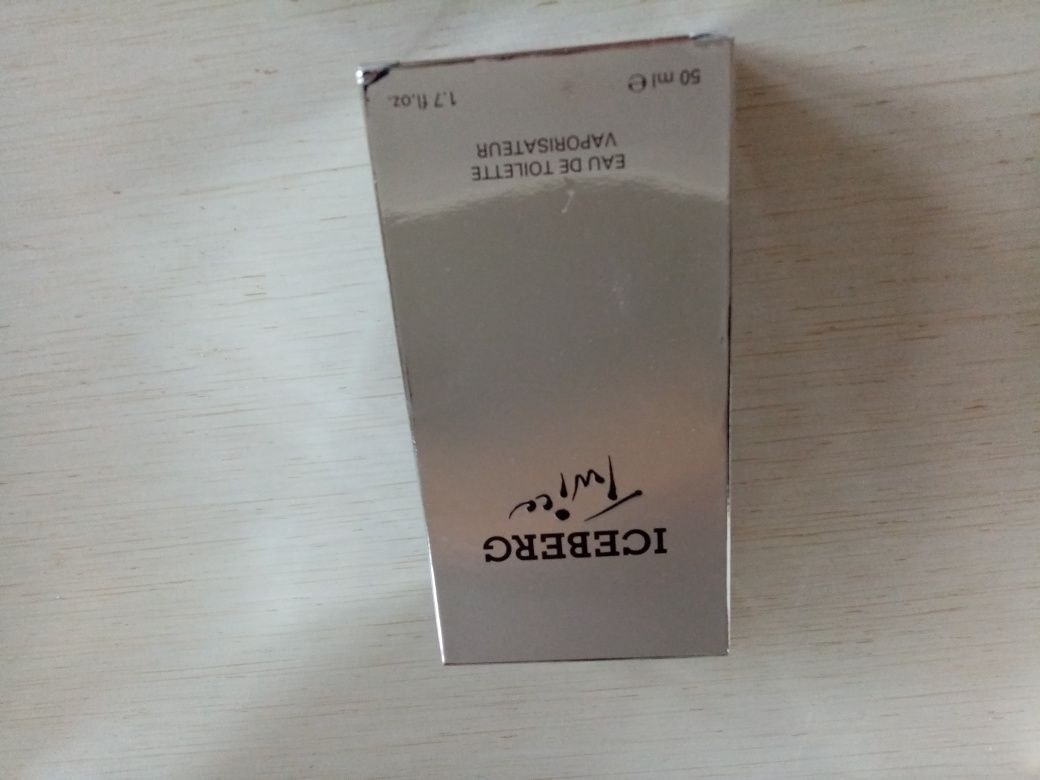 ICEBERG
Twice
EAU DE TOILETTE
VAPORISATEUR
50 ml ℮ 1.7 fl.oz.